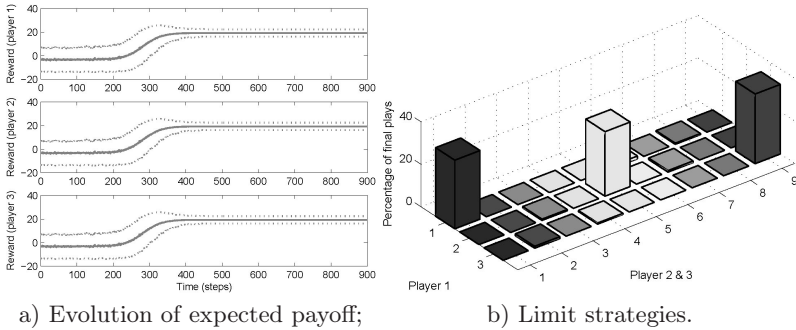 40
20
0
−20
Reward (player 1)
0 100 200 300 400 500 600 700 800 900
40
20
0
−20
Reward (player 2)
0 100 200 300 400 500 600 700 800 900
40
20
0
−20
Reward (player 3)
0 100 200 300 400 500 600 700 800 900
Time (steps)
40
20
0
Percentage of final plays
1
2
3
Player 1
1
2
3
4
5
6
7
8
9
Player 2 & 3
a) Evolution of expected payoff;
b) Limit strategies.